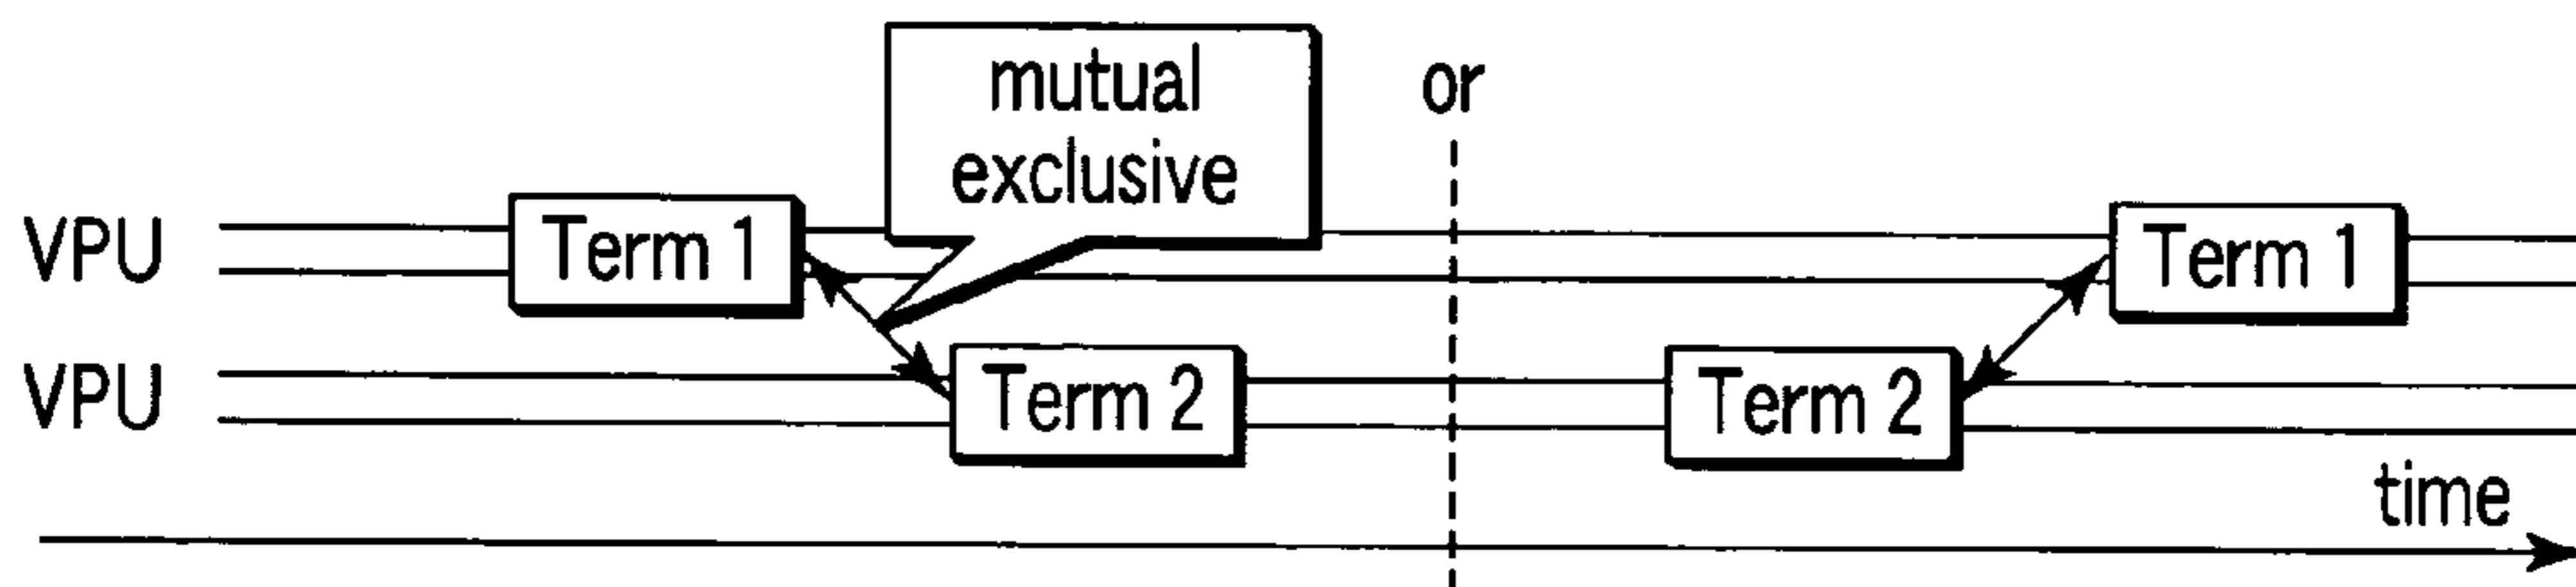 mutual
exclusive
or
VPU
Term 1
Term 1
VPU
Term 2
Term 2
time